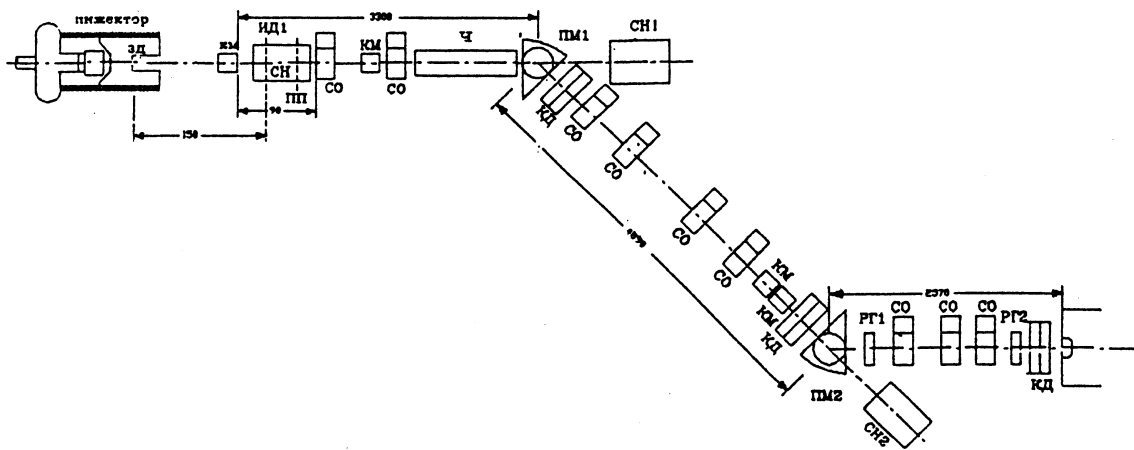 инжектор
ЗД
КМ
ИД1
СН
ПП
СО
КМ
СО
Ч
ПМ1
СН1
3300
90
150
КД
СО
СО
СО
СО
КМ
КМ
КД
ПМ2
СН2
2370
РГ1
СО
СО
СО
РГ2
КД